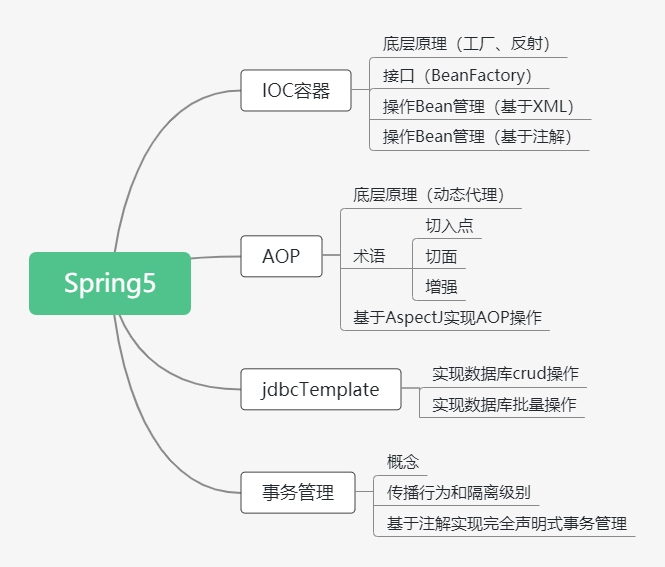 Spring5
IOC容器
底层原理（工厂、反射）
接口（BeanFactory）
操作Bean管理（基于XML）
操作Bean管理（基于注解）
AOP
底层原理（动态代理）
术语
切入点
切面
增强
基于AspectJ实现AOP操作
jdbcTemplate
实现数据库crud操作
实现数据库批量操作
事务管理
概念
传播行为和隔离级别
基于注解实现完全声明式事务管理